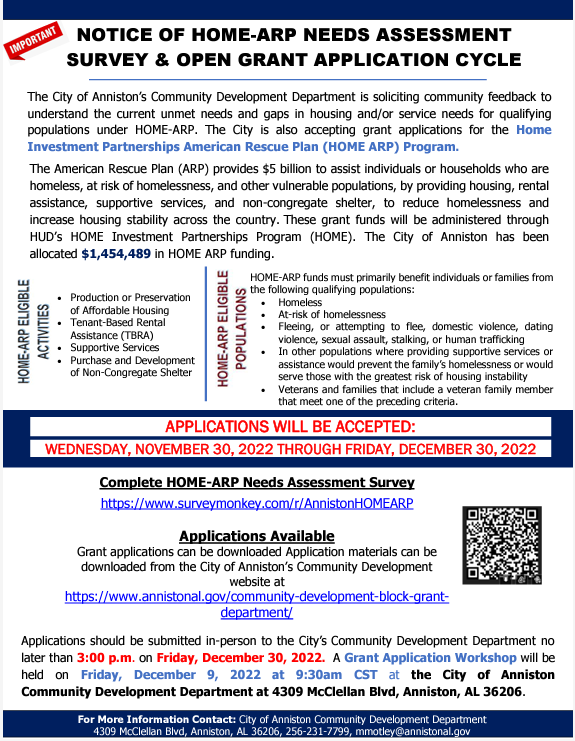 IMPORTANT
NOTICE OF HOME-ARP NEEDS ASSESSMENT
SURVEY & OPEN GRANT APPLICATION CYCLE
The City of Anniston's Community Development Department is soliciting community feedback to
understand the current unmet needs and gaps in housing and/or service needs for qualifying
populations under HOME-ARP. The City is also accepting grant applications for the Home
Investment Partnerships American Rescue Plan (HOME ARP) Program.
The American Rescue Plan (ARP) provides $5 billion to assist individuals or households who are
homeless, at risk of homelessness, and other vulnerable populations, by providing housing, rental
assistance, supportive services, and non-congregate shelter, to reduce homelessness and
increase housing stability across the country. These grant funds will be administered through
HUD's HOME Investment Partnerships Program (HOME). The City of Anniston has been
allocated $1,454,489 in HOME ARP funding.
HOME-ARP ELIGIBLE
ACTIVITIES
• Production or Preservation
of Affordable Housing
• Tenant-Based Rental
Assistance (TBRA)
• Supportive Services
• Purchase and Development
of Non-Congregate Shelter
HOME-ARP ELIGIBLE
POPULATIONS
HOME-ARP funds must primarily benefit individuals or families from
the following qualifying populations:
• Homeless
• At-risk of homelessness
• Fleeing, or attempting to flee, domestic violence, dating
violence, sexual assault, stalking, or human trafficking
• In other populations where providing supportive services or
assistance would prevent the family's homelessness or would
serve those with the greatest risk of housing instability
• Veterans and families that include a veteran family member
that meet one of the preceding criteria.
APPLICATIONS WILL BE ACCEPTED:
WEDNESDAY, NOVEMBER 30, 2022 THROUGH FRIDAY, DECEMBER 30, 2022
Complete HOME-ARP Needs Assessment Survey
https://www.surveymonkey.com/r/AnnistonHOMEARP
Applications Available
Grant applications can be downloaded Application materials can be
downloaded from the City of Anniston's Community Development
website at
https://www.annistonal.gov/community-development-block-grant-
department/
Applications should be submitted in-person to the City's Community Development Department no
later than 3:00 p.m. on Friday, December 30, 2022. A Grant Application Workshop will be
held on Friday, December 9, 2022 at 9:30am CST at the City of Anniston
Community Development Department at 4309 McClellan Blvd, Anniston, AL 36206.
For More Information Contact: City of Anniston Community Development Department
4309 McClellan Blvd, Anniston, AL 36206, 256-231-7799, mmotley@annistonal.gov